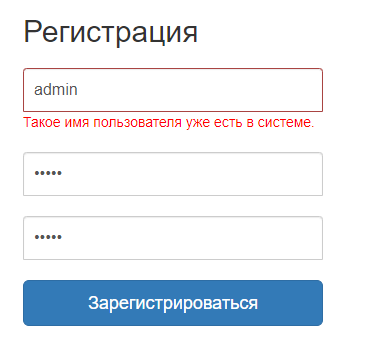 Регистрация
admin
Такое имя пользователя уже есть в системе.
•••••
•••••
Зарегистрироваться